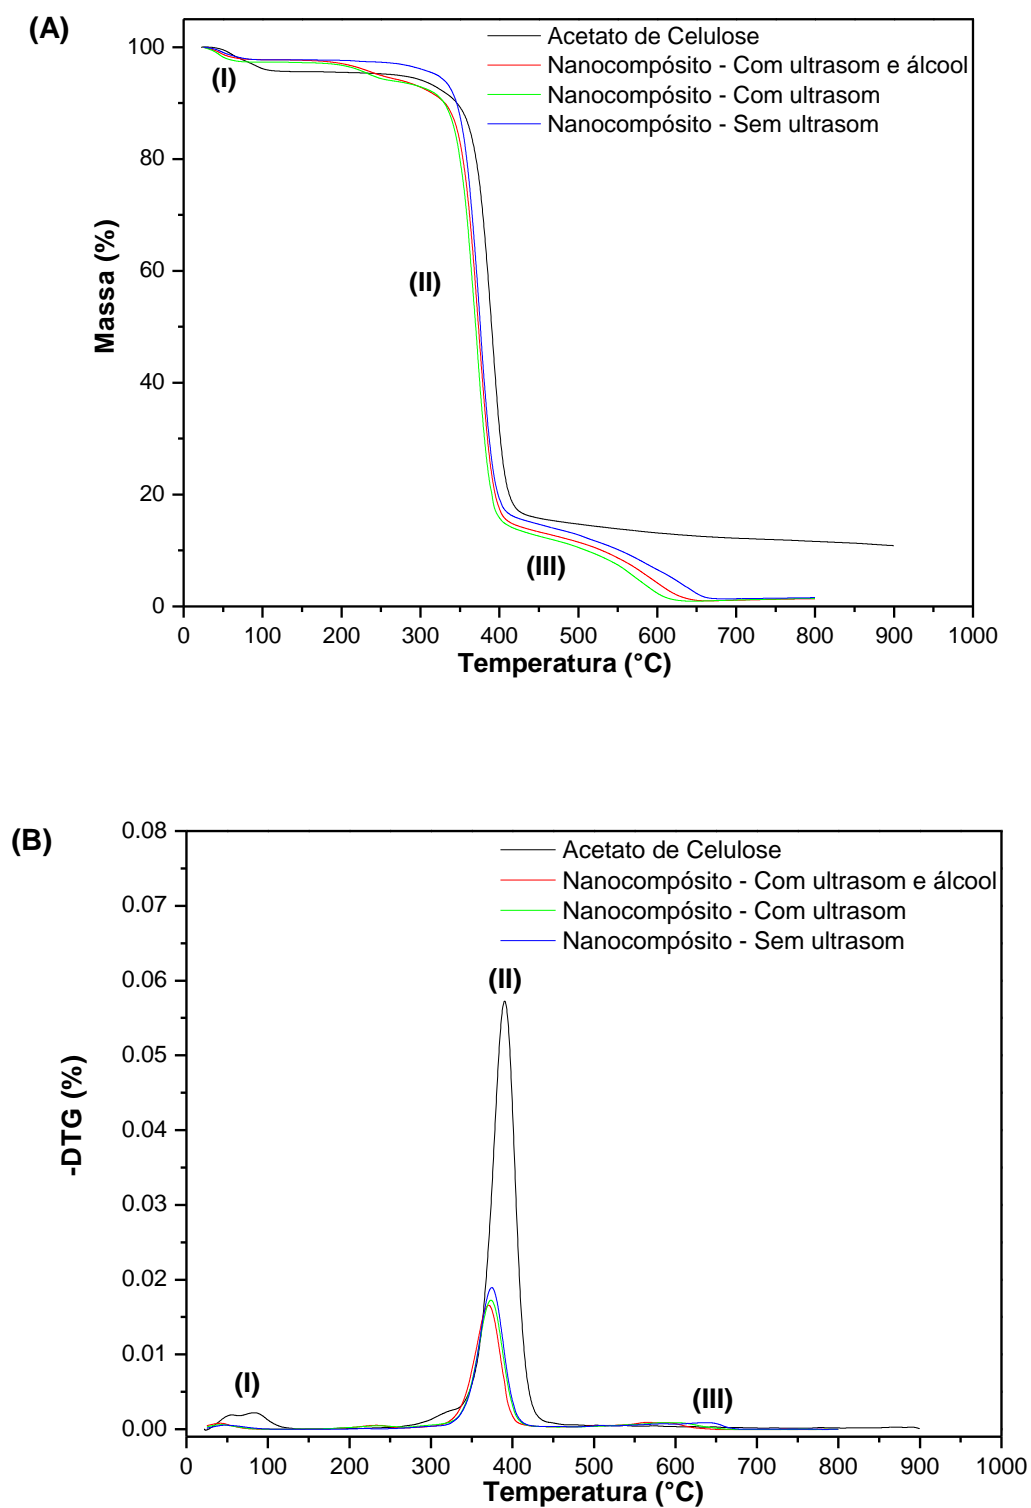 (A)
Acetato de Celulose
Nanocompósito - Com ultrasom e álcool
Nanocompósito - Com ultrasom
Nanocompósito - Sem ultrasom
100
80
60
40
20
0
Massa (%)
(I)
(II)
(III)
0 100 200 300 400 500 600 700 800 900 1000
Temperatura (°C)
(B)
Acetato de Celulose
Nanocompósito - Com ultrasom e álcool
Nanocompósito - Com ultrasom
Nanocompósito - Sem ultrasom
0.08
0.07
0.06
0.05
0.04
0.03
0.02
0.01
0.00
-DTG (%)
(II)
(I)
(III)
0 100 200 300 400 500 600 700 800 900 1000
Temperatura (°C)